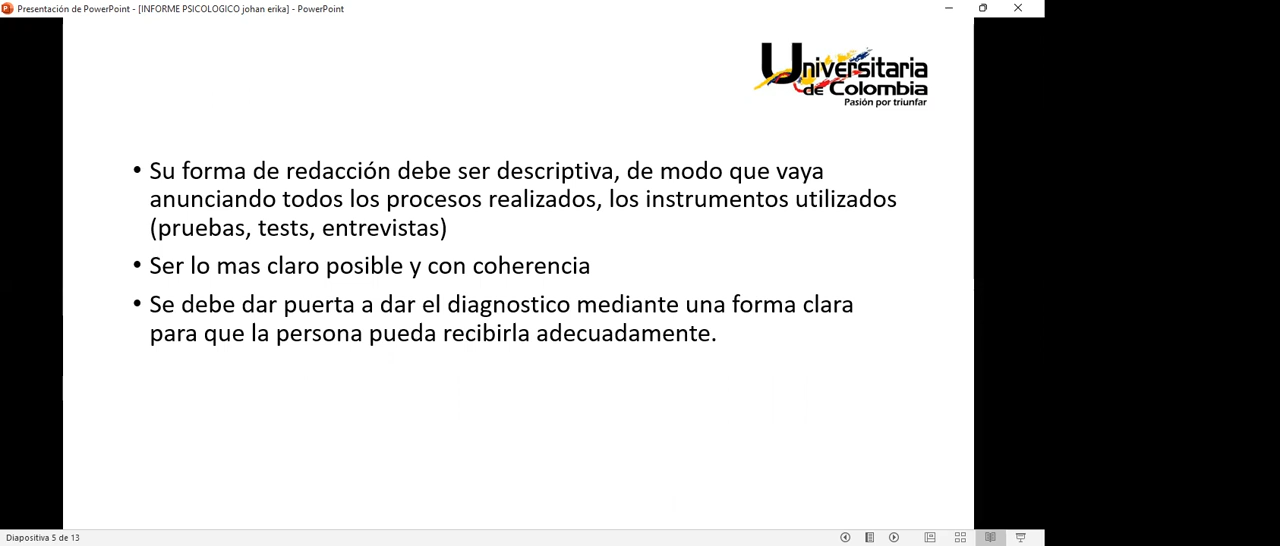 Presentación de PowerPoint - [INFORME PSICOLOGICO johan erika] - PowerPoint
Universitaria
de Colombia
Pasión por triunfar
• Su forma de redacción debe ser descriptiva, de modo que vaya
anunciando todos los procesos realizados, los instrumentos utilizados
(pruebas, tests, entrevistas)
• Ser lo mas claro posible y con coherencia
• Se debe dar puerta a dar el diagnostico mediante una forma clara
para que la persona pueda recibirla adecuadamente.
Diapositiva 5 de 13